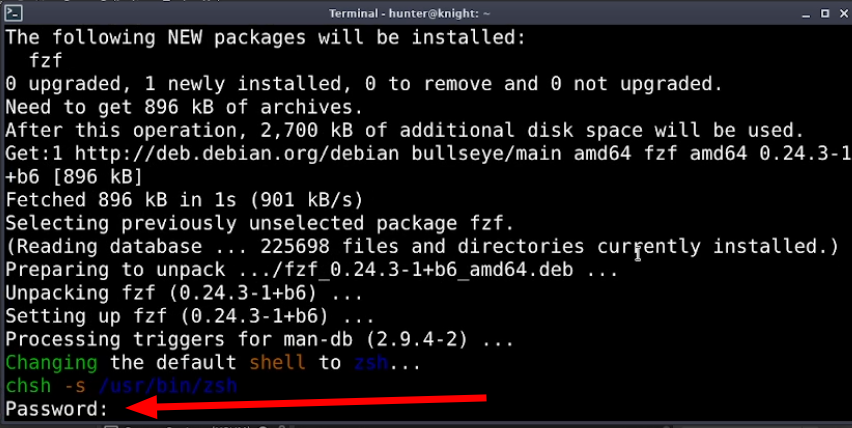 Terminal - hunter@knight: ~
The following NEW packages will be installed:
  fzf
0 upgraded, 1 newly installed, 0 to remove and 0 not upgraded.
Need to get 896 kB of archives.
After this operation, 2,700 kB of additional disk space will be used.
Get:1 http://deb.debian.org/debian bullseye/main amd64 fzf amd64 0.24.3-1
+b6 [896 kB]
Fetched 896 kB in 1s (901 kB/s)
Selecting previously unselected package fzf.
(Reading database ... 225698 files and directories currently installed.)
Preparing to unpack .../fzf_0.24.3-1+b6_amd64.deb ...
Unpacking fzf (0.24.3-1+b6) ...
Setting up fzf (0.24.3-1+b6) ...
Processing triggers for man-db (2.9.4-2) ...
Changing the default shell to zsh...
chsh -s /usr/bin/zsh
Password: